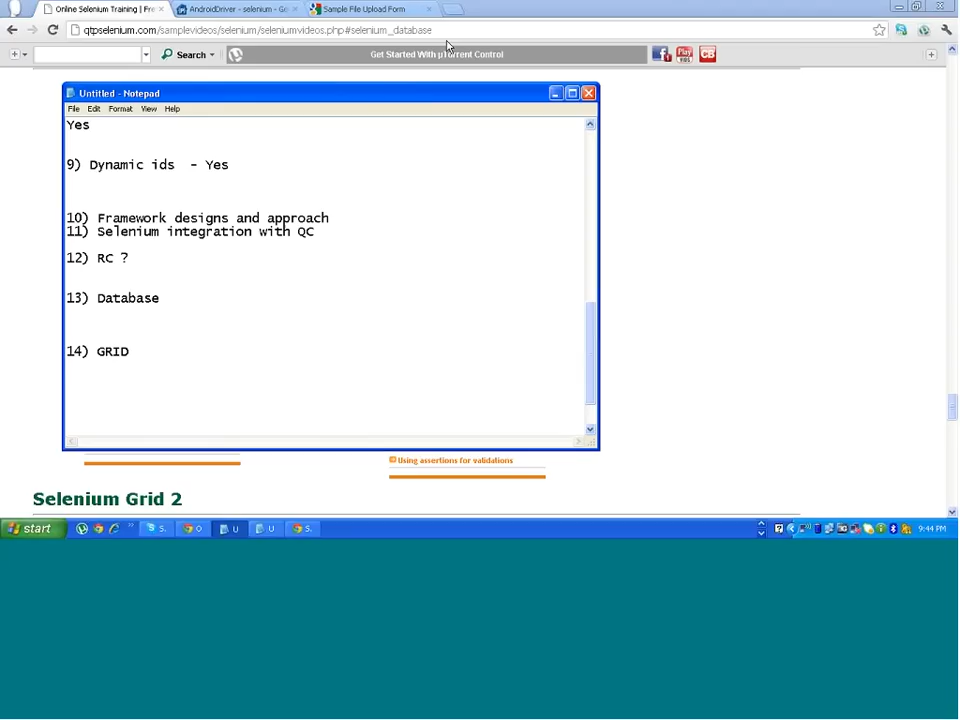 Online Selenium Training | Fre
AndroidDriver - selenium - Ge
Sample File Upload Form
qtpselenium.com/samplevideos/selenium/seleniumvideos.php#selenium_database
Search
Get Started With µTorrent Control
Untitled - Notepad
File Edit Format View Help
Yes
9) Dynamic ids - Yes
10) Framework designs and approach
11) Selenium integration with QC
12) RC ?
13) Database
14) GRID
Using assertions for validations
Selenium Grid 2
start
S.
O
U
U
S.
9:44 PM